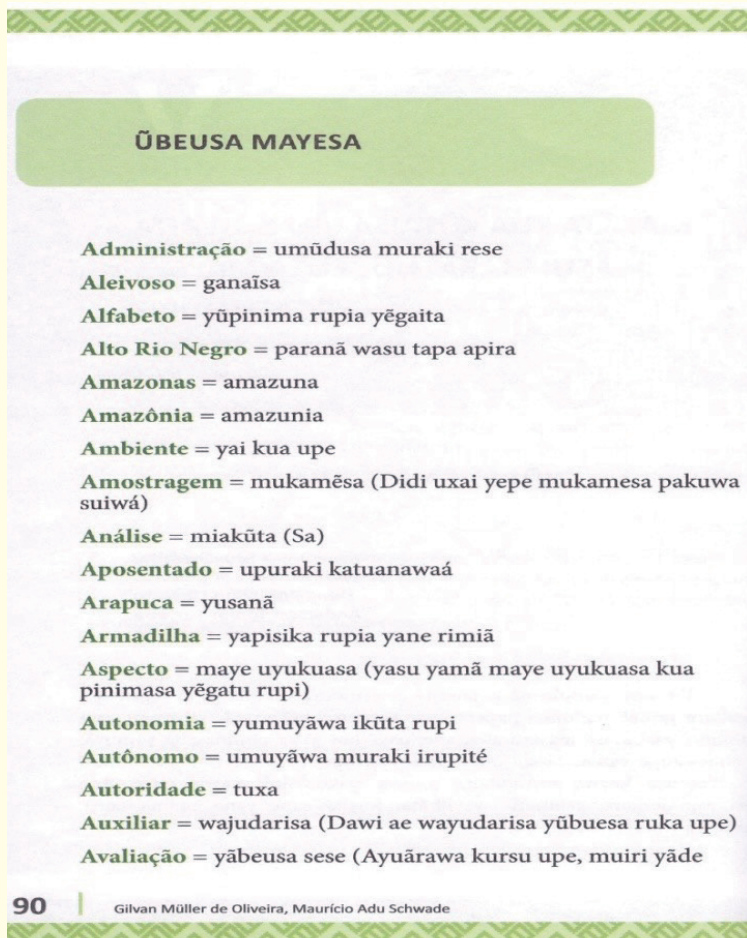 ŨBEUSA MAYESA
Administração = umũdusa muraki rese
Aleivoso = ganaĩsa
Alfabeto = yũpinima rupia yẽgaita
Alto Rio Negro = paranã wasu tapa apira
Amazonas = amazuna
Amazônia = amazunia
Ambiente = yai kua upe
Amostragem = mukamẽsa (Didi uxai yepe mukamesa pakuwa
suiwá)
Análise = miakũta (Sa)
Aposentado = upuraki katuanawaá
Arapuca = yusanã
Armadilha = yapisika rupia yane rimiã
Aspecto = maye uyukuasa (yasu yamã maye uyukuasa kua
pinimasa yẽgatu rupi)
Autonomia = yumuyãwa ikũta rupi
Autônomo = umuyãwa muraki irupité
Autoridade = tuxa
Auxiliar = wajudarisa (Dawi ae wayudarisa yũbuesa ruka upe)
Avaliação = yãbeusa sese (Ayuãrawa kursu upe, muiri yãde
90 Gilvan Müller de Oliveira, Maurício Adu Schwade